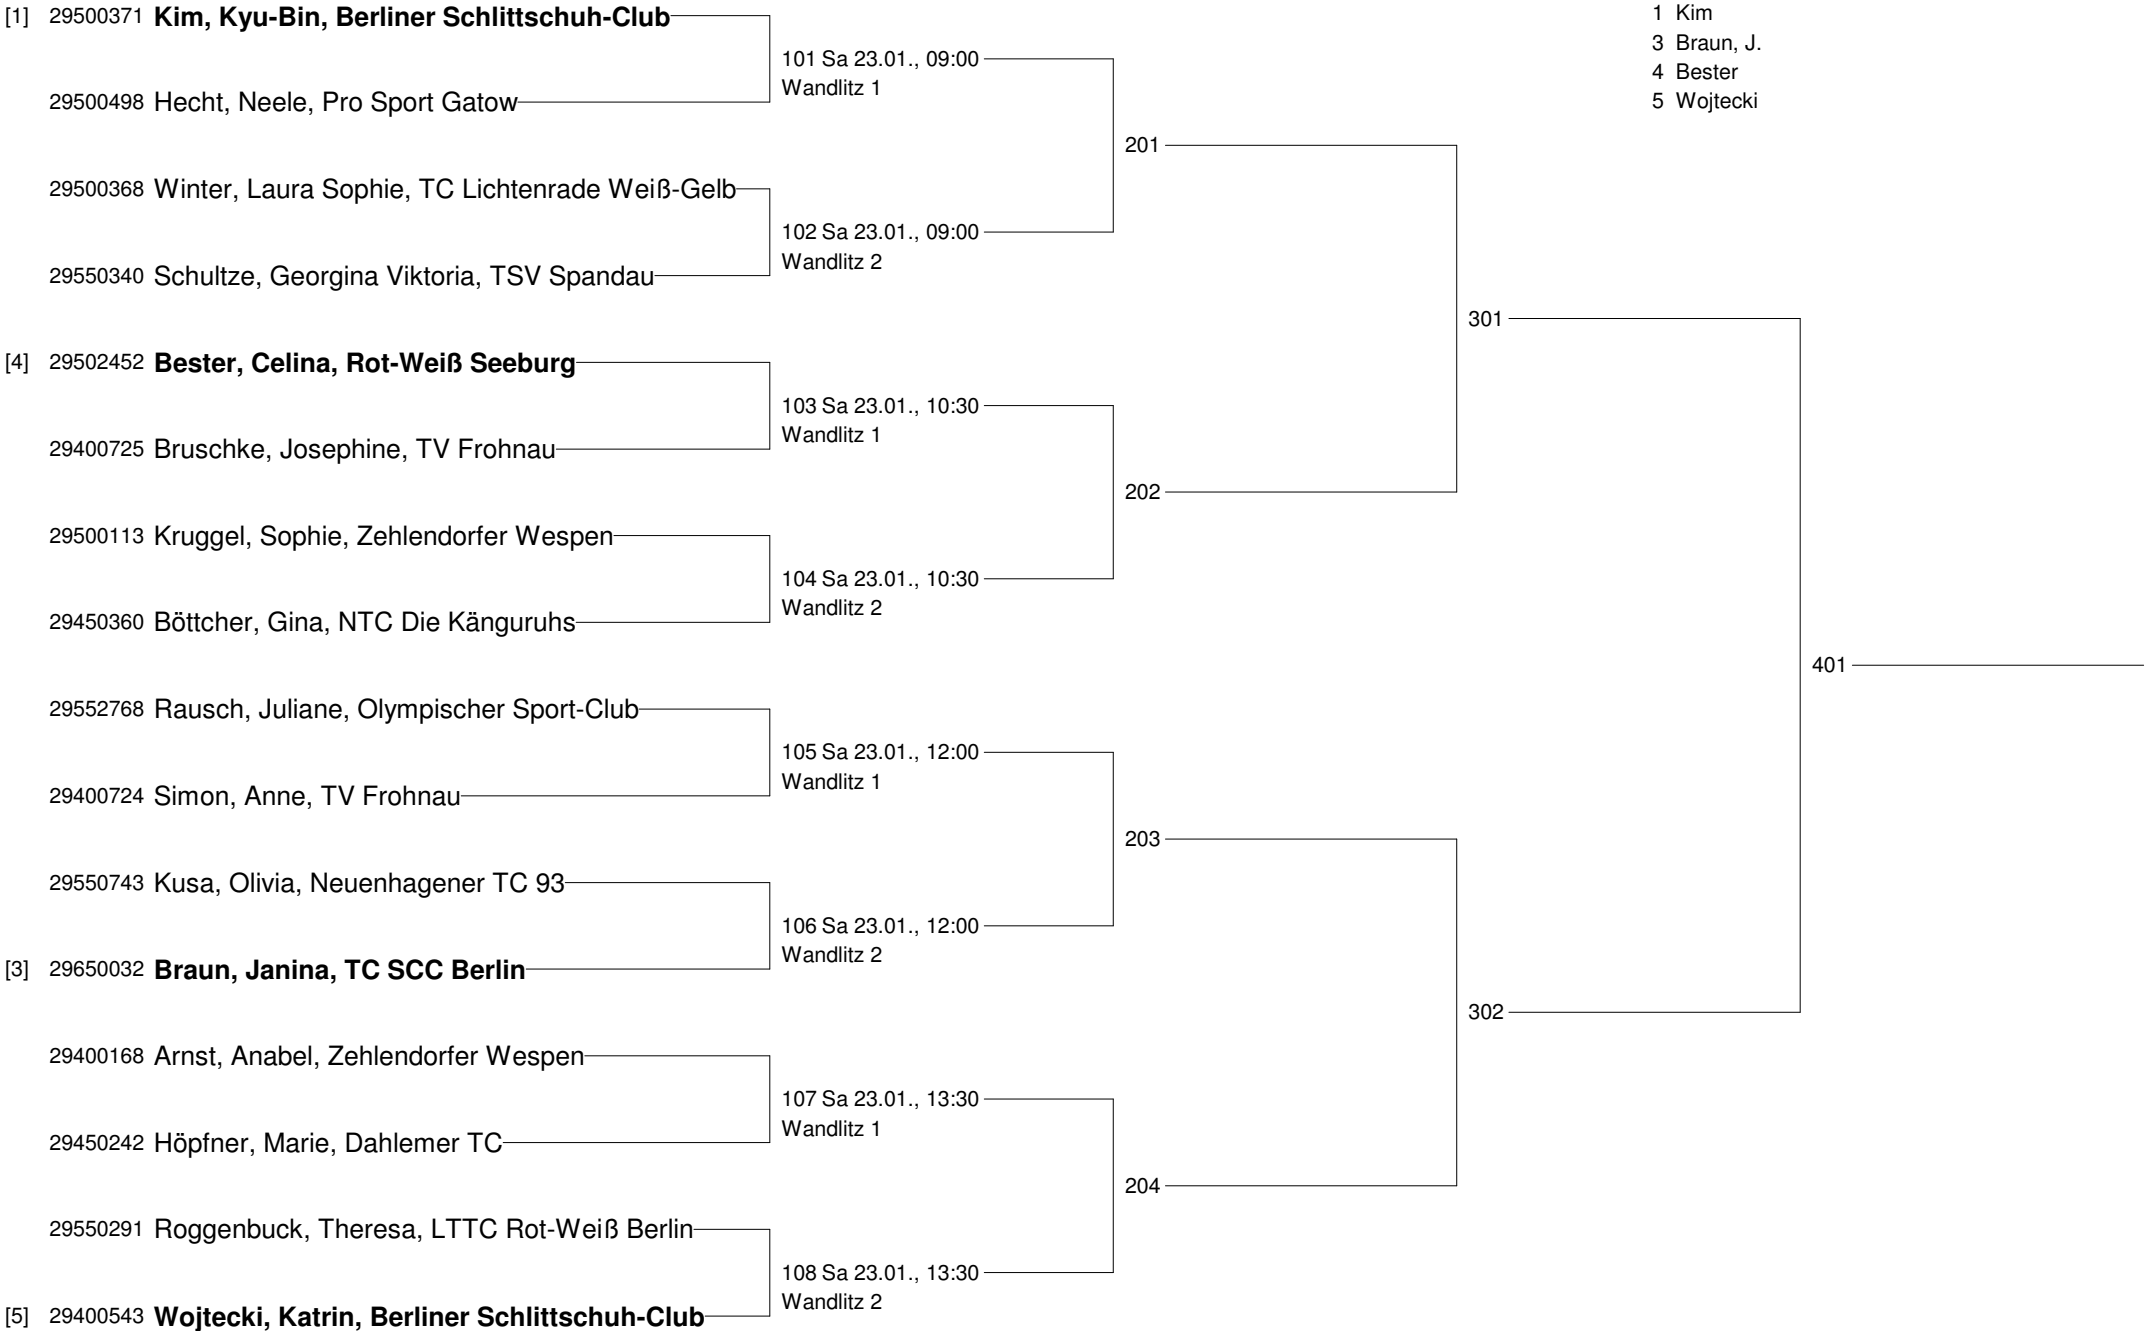 [1] 29500371 Kim, Kyu-Bin, Berliner Schlittschuh-Club
1 Kim
3 Braun, J.
4 Bester
5 Wojtecki
101 Sa 23.01., 09:00
Wandlitz 1
29500498 Hecht, Neele, Pro Sport Gatow
201
29500368 Winter, Laura Sophie, TC Lichtenrade Weiß-Gelb
102 Sa 23.01., 09:00
Wandlitz 2
29550340 Schultze, Georgina Viktoria, TSV Spandau
301
[4] 29502452 Bester, Celina, Rot-Weiß Seeburg
103 Sa 23.01., 10:30
Wandlitz 1
29400725 Bruschke, Josephine, TV Frohnau
202
29500113 Kruggel, Sophie, Zehlendorfer Wespen
104 Sa 23.01., 10:30
Wandlitz 2
29450360 Böttcher, Gina, NTC Die Känguruhs
401
29552768 Rausch, Juliane, Olympischer Sport-Club
105 Sa 23.01., 12:00
Wandlitz 1
29400724 Simon, Anne, TV Frohnau
203
29550743 Kusa, Olivia, Neuenhagener TC 93
106 Sa 23.01., 12:00
Wandlitz 2
[3] 29650032 Braun, Janina, TC SCC Berlin
302
29400168 Arnst, Anabel, Zehlendorfer Wespen
107 Sa 23.01., 13:30
Wandlitz 1
29450242 Höpfner, Marie, Dahlemer TC
204
29550291 Roggenbuck, Theresa, LTTC Rot-Weiß Berlin
108 Sa 23.01., 13:30
Wandlitz 2
[5] 29400543 Wojtecki, Katrin, Berliner Schlittschuh-Club